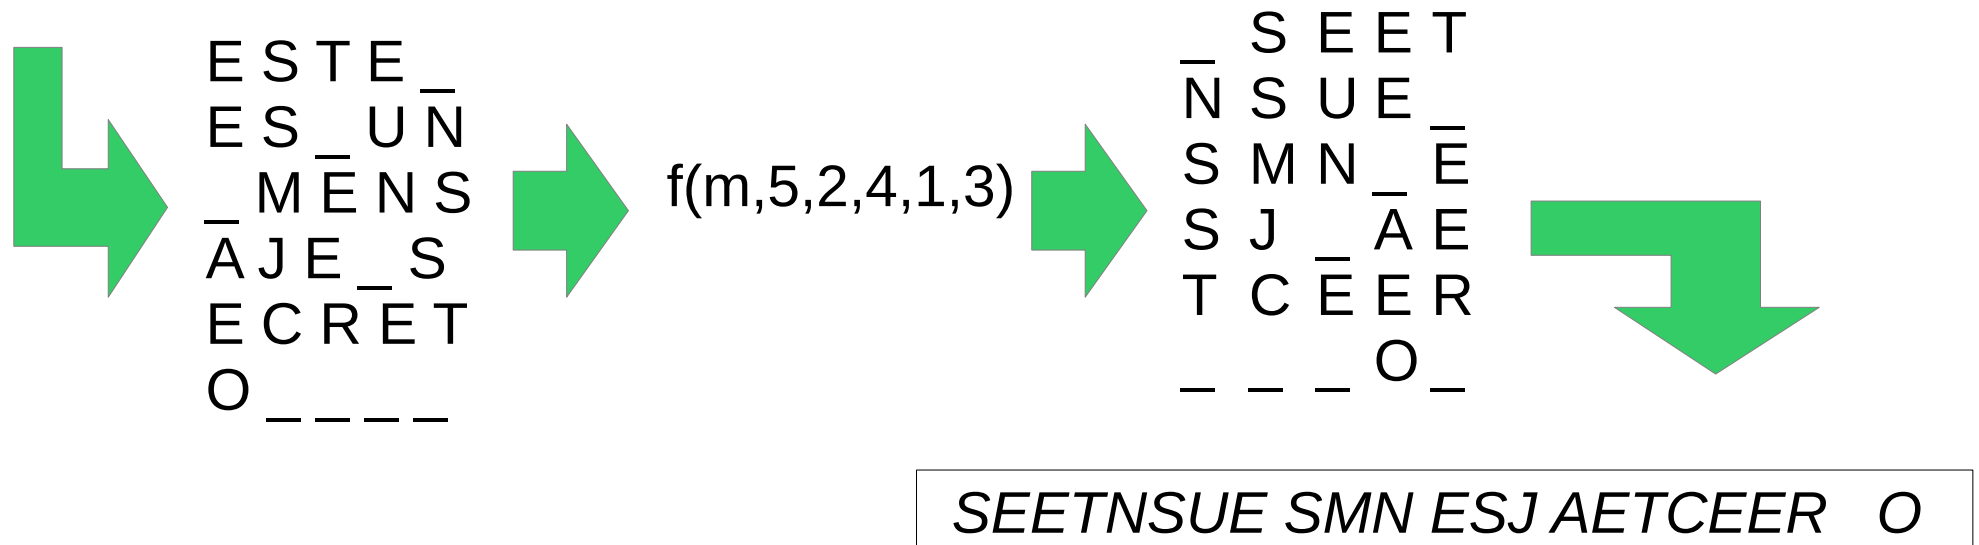 E S T E _
E S _ U N
_ M E N S
A J E _ S
E C R E T
O _ _ _ _
f(m,5,2,4,1,3)
_ S E E T
N S U E _
S M N _ E
S J _ A E
T C E E R
_ _ _ O _
SEETNSUE SMN ESJ AETCEER   O